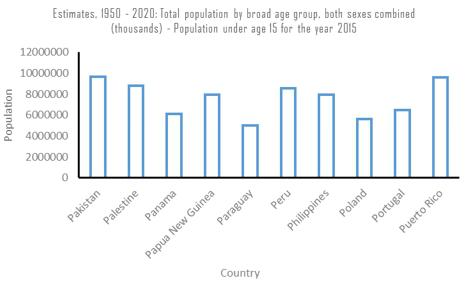 Estimates, 1950 - 2020: Total population by broad age group, both sexes combined
(thousands) - Population under age 15 for the year 2015
12000000
10000000
8000000
6000000
4000000
2000000
0
Population
Pakistan
Palestine
Panama
Papua New Guinea
Paraguay
Peru
Philippines
Poland
Portugal
Puerto Rico
Country